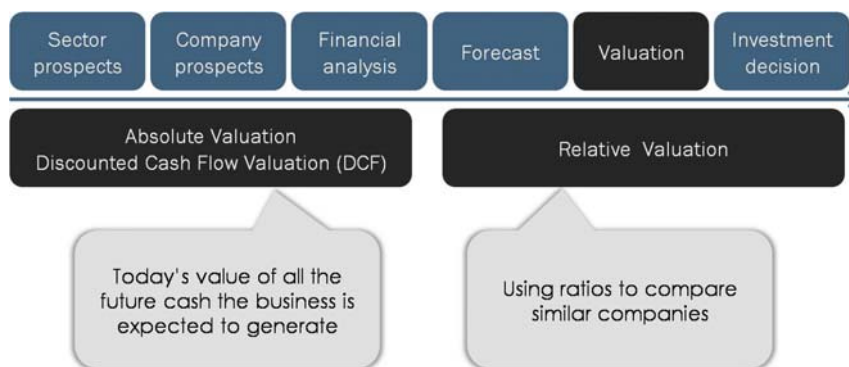 Sector
prospects
Company
prospects
Financial
analysis
Forecast
Valuation
Investment
decision
Absolute Valuation
Discounted Cash Flow Valuation (DCF)
Relative Valuation
Today's value of all the
future cash the business is
expected to generate
Using ratios to compare
similar companies